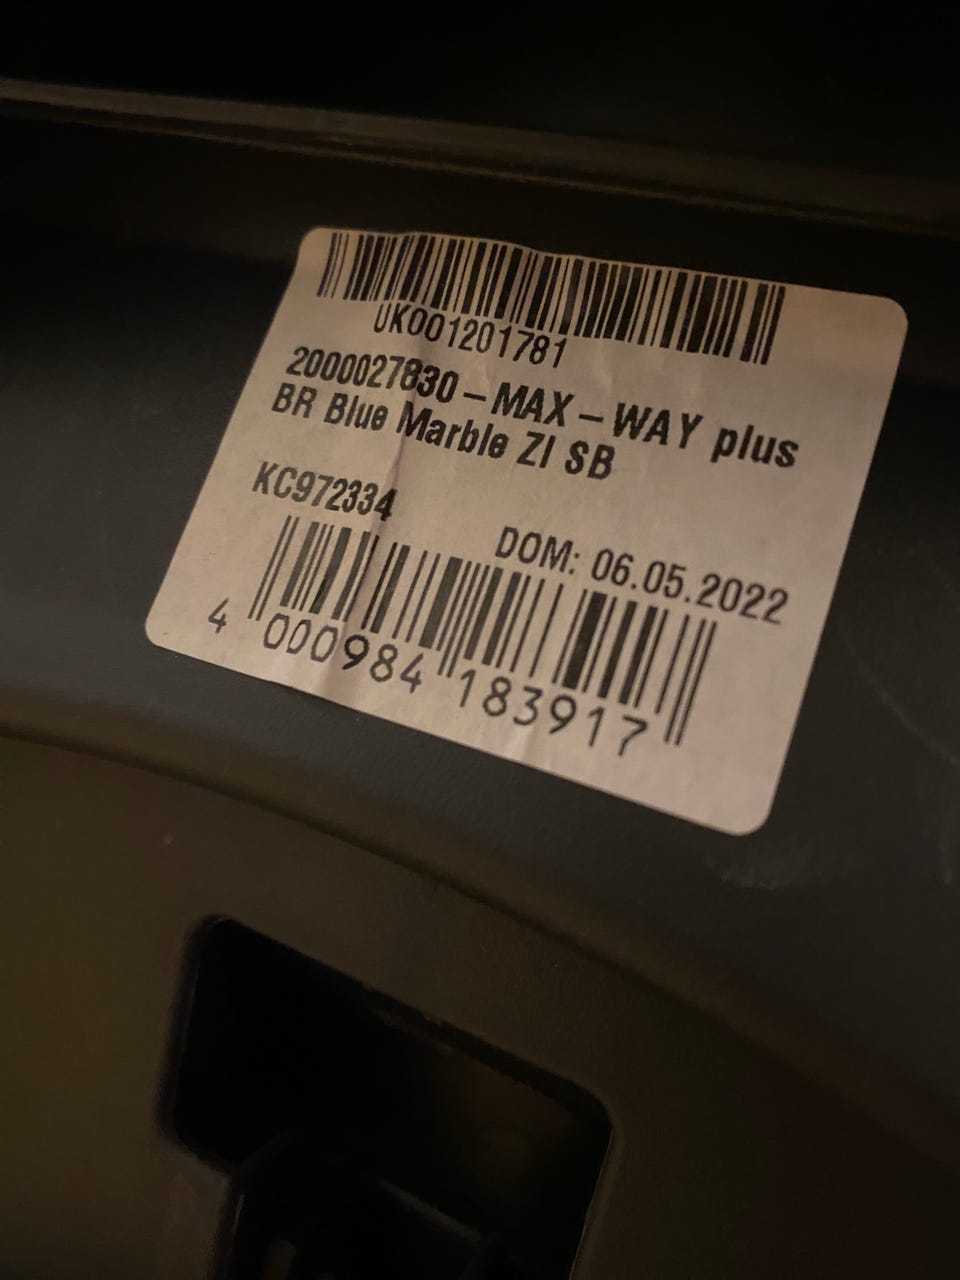 UK001201781
2000027830 – MAX – WAY plus
BR Blue Marble ZI SB
KC972334
DOM: 06.05.2022
4 000984 183917